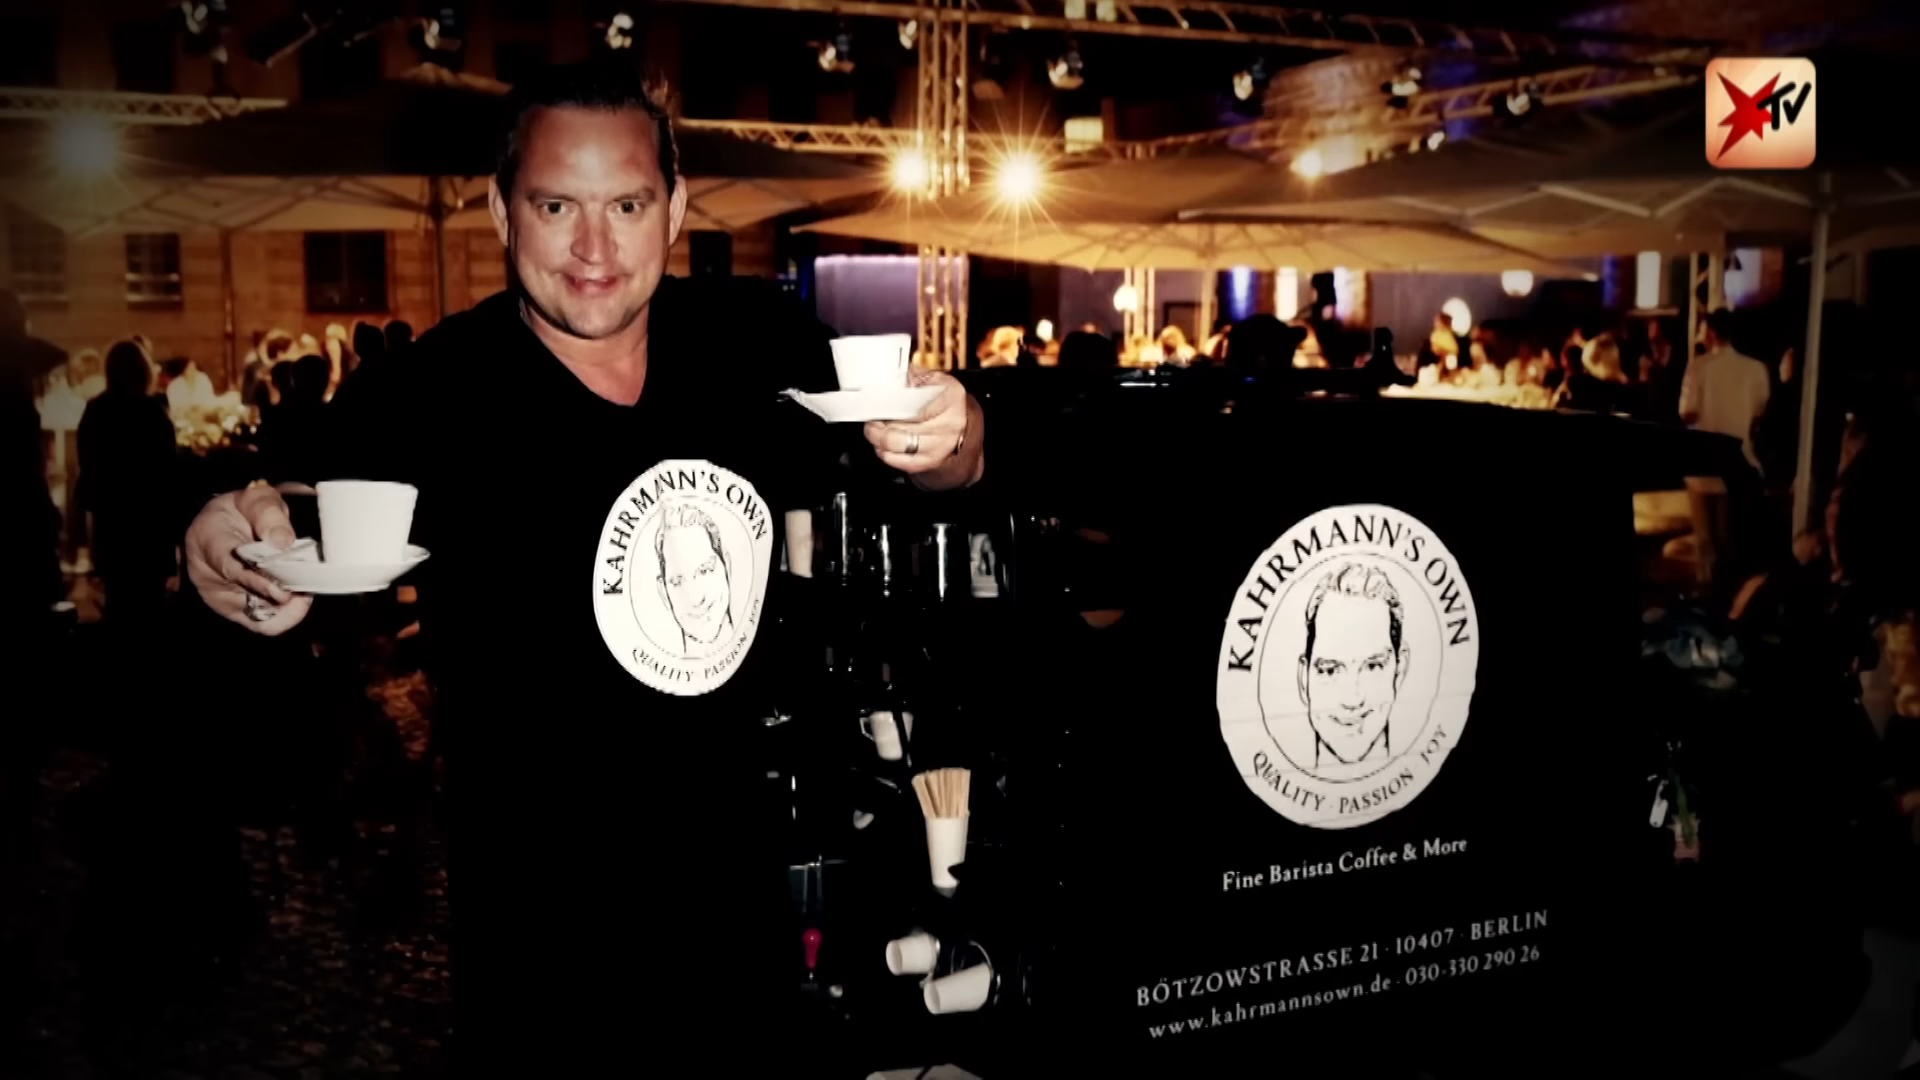 TV
KAHRMANN'S OWN
QUALITY · PASSION · JOY
KAHRMANN'S OWN
QUALITY · PASSION · JOY
Fine Barista Coffee & More
BÖTZOWSTRASSE 21 · 10407 · BERLIN
www.kahrmannsown.de · 030-330 290 26